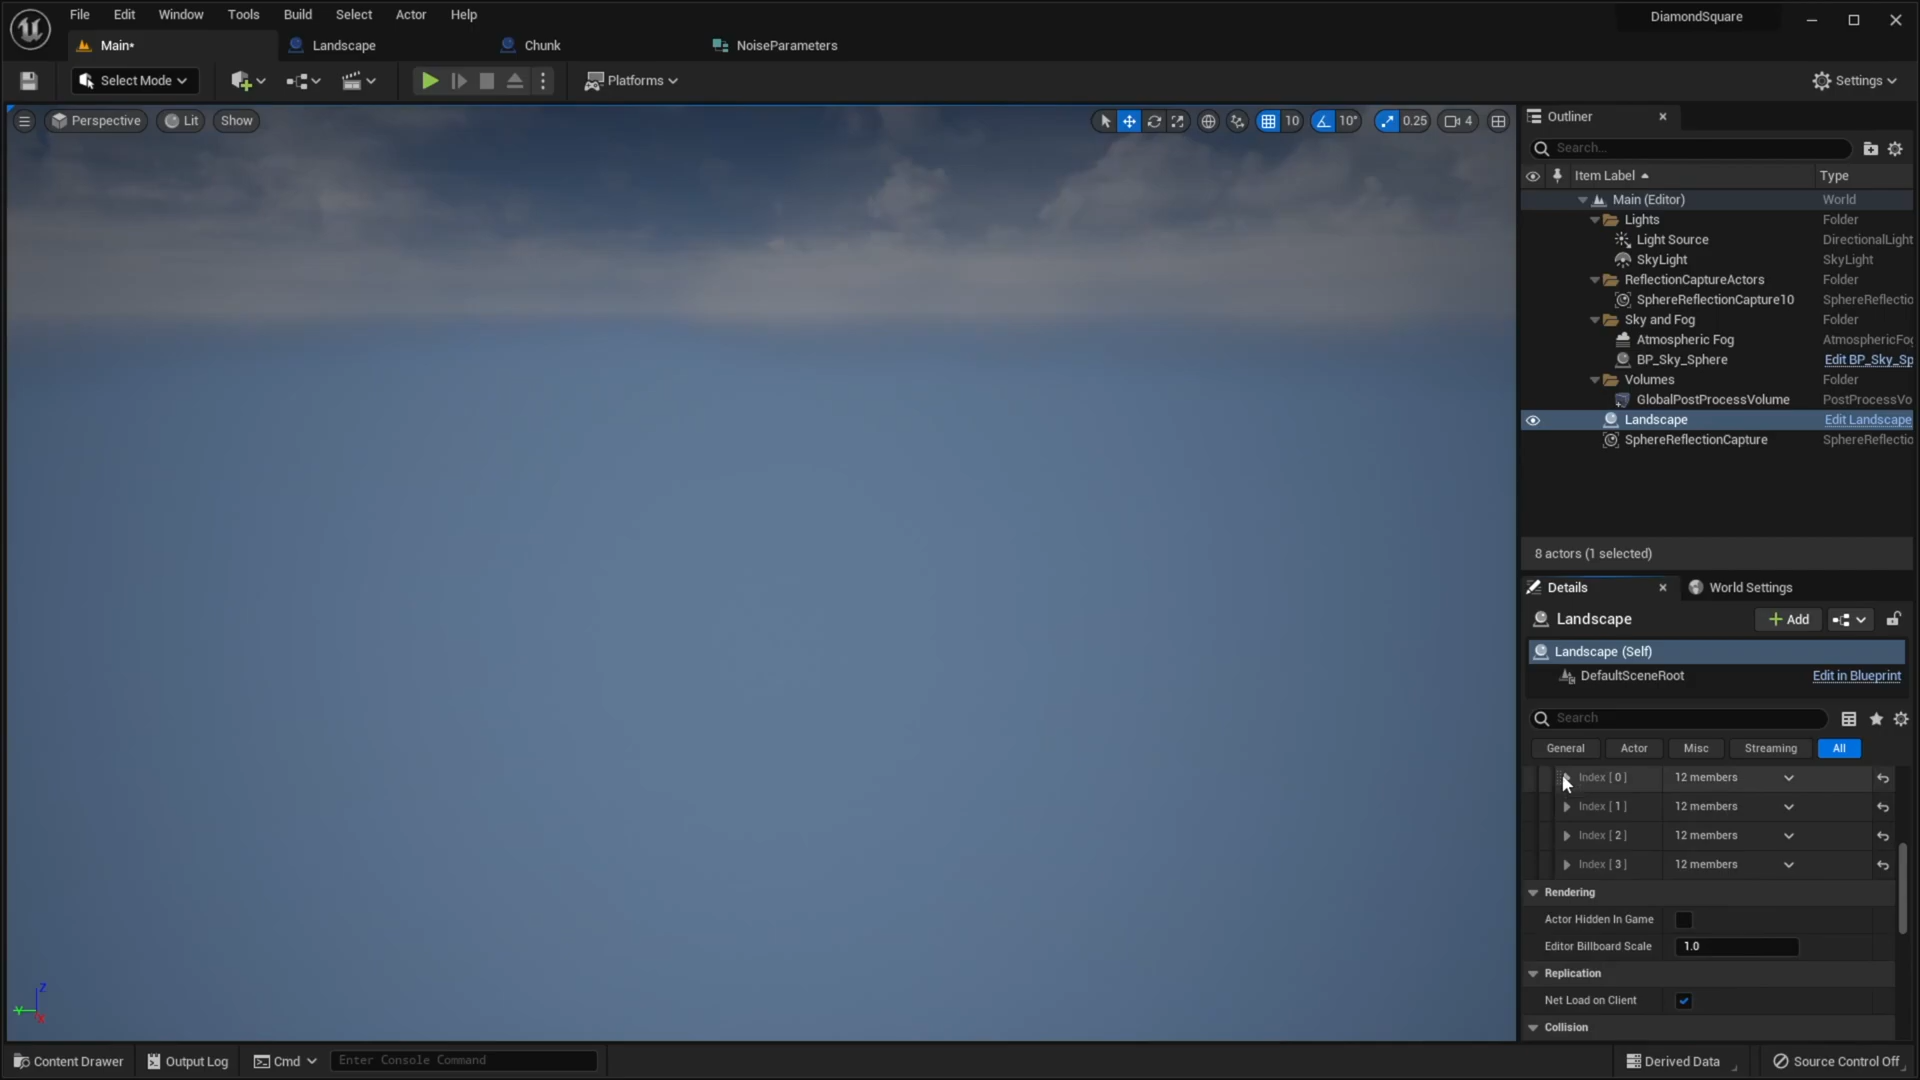 File Edit Window Tools Build Select Actor Help
DiamondSquare
Main*
Landscape
Chunk
NoiseParameters
Select Mode
Platforms
Settings
Perspective
Lit
Show
10
10°
0.25
4
Outliner
Search...
Item Label
Type
Main (Editor) World
Lights Folder
Light Source DirectionalLight
SkyLight SkyLight
ReflectionCaptureActors Folder
SphereReflectionCapture10 SphereReflectio
Sky and Fog Folder
Atmospheric Fog AtmosphericFog
BP_Sky_Sphere Edit BP_Sky_Sp
Volumes Folder
GlobalPostProcessVolume PostProcessVo
Landscape Edit Landscape
SphereReflectionCapture SphereReflectio
8 actors (1 selected)
Details
World Settings
Landscape
Add
Landscape (Self)
DefaultSceneRoot
Edit in Blueprint
Search
General Actor Misc Streaming All
Index [ 0 ] 12 members
Index [ 1 ] 12 members
Index [ 2 ] 12 members
Index [ 3 ] 12 members
Rendering
Actor Hidden In Game
Editor Billboard Scale 1.0
Replication
Net Load on Client
Collision
Z
Y
X
Content Drawer
Output Log
Cmd
Enter Console Command
Derived Data
Source Control Off